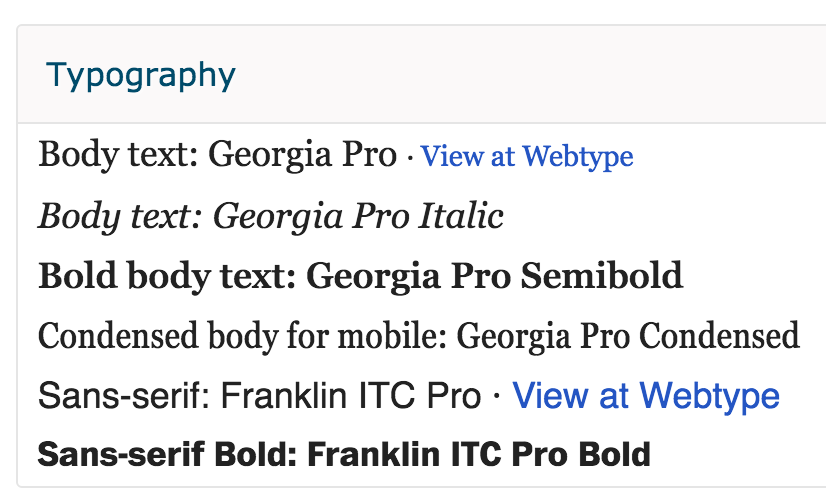 Typography
Body text: Georgia Pro · View at Webtype
Body text: Georgia Pro Italic
Bold body text: Georgia Pro Semibold
Condensed body for mobile: Georgia Pro Condensed
Sans-serif: Franklin ITC Pro · View at Webtype
Sans-serif Bold: Franklin ITC Pro Bold